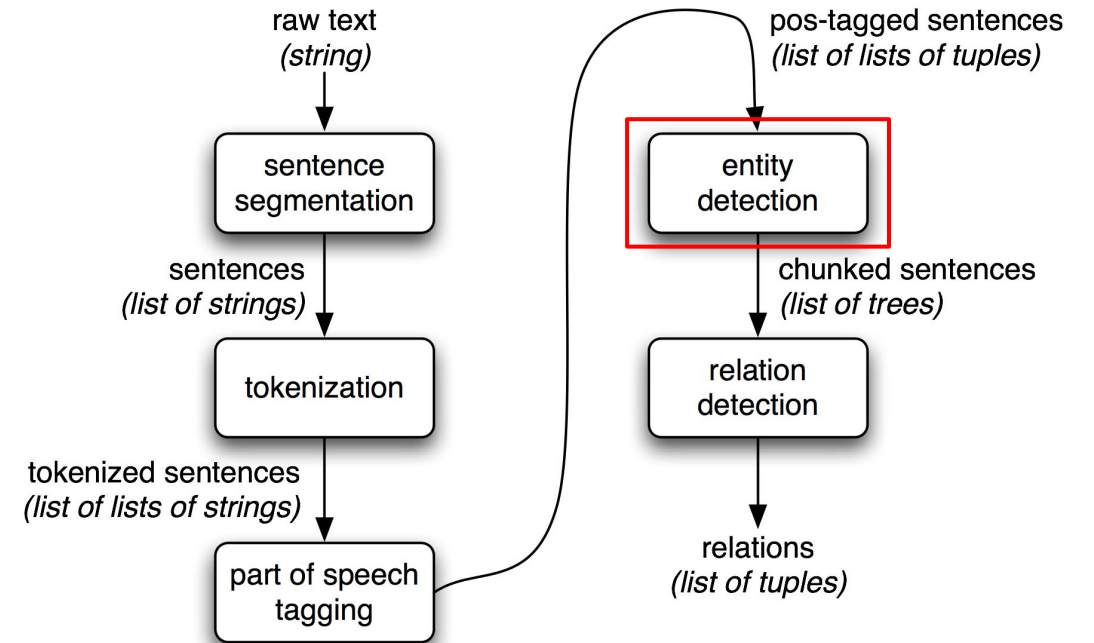 raw text
(string)
sentence
segmentation
sentences
(list of strings)
tokenization
tokenized sentences
(list of lists of strings)
part of speech
tagging
pos-tagged sentences
(list of lists of tuples)
entity
detection
chunked sentences
(list of trees)
relation
detection
relations
(list of tuples)